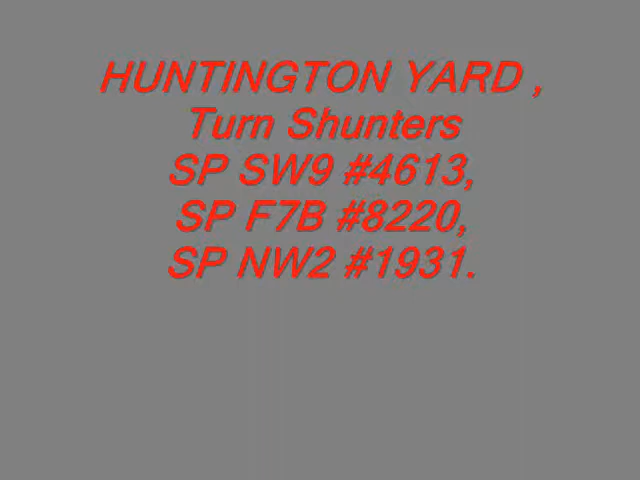 HUNTINGTON YARD ,
Turn Shunters
SP SW9 #4613,
SP F7B #8220,
SP NW2 #1931.